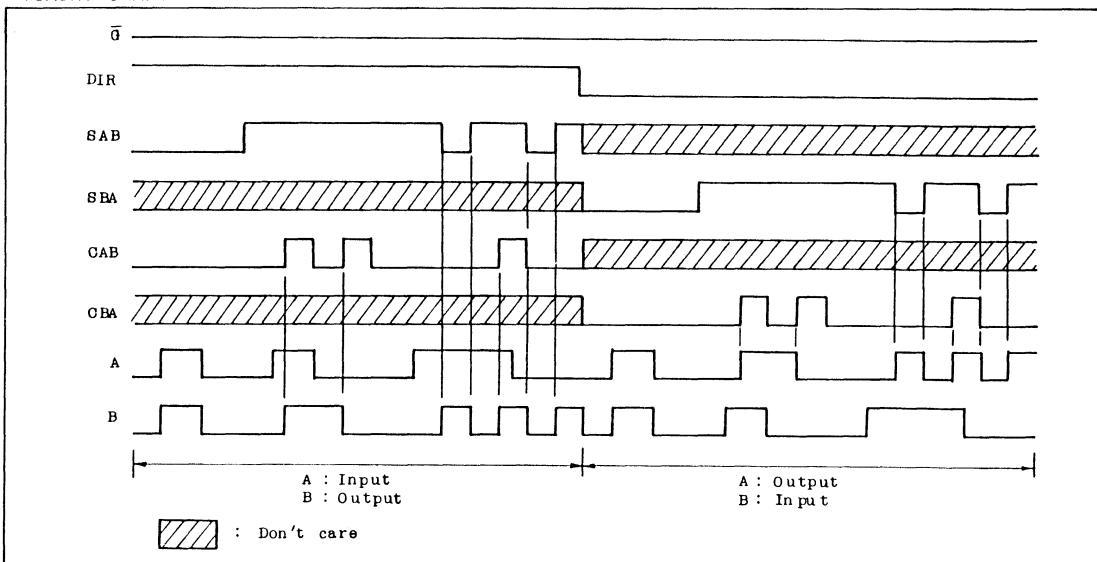 G̅
DIR
SAB
SBA
CAB
CBA
A
B
A : Input
B : Output
A : Output
B : Input
: Don't care